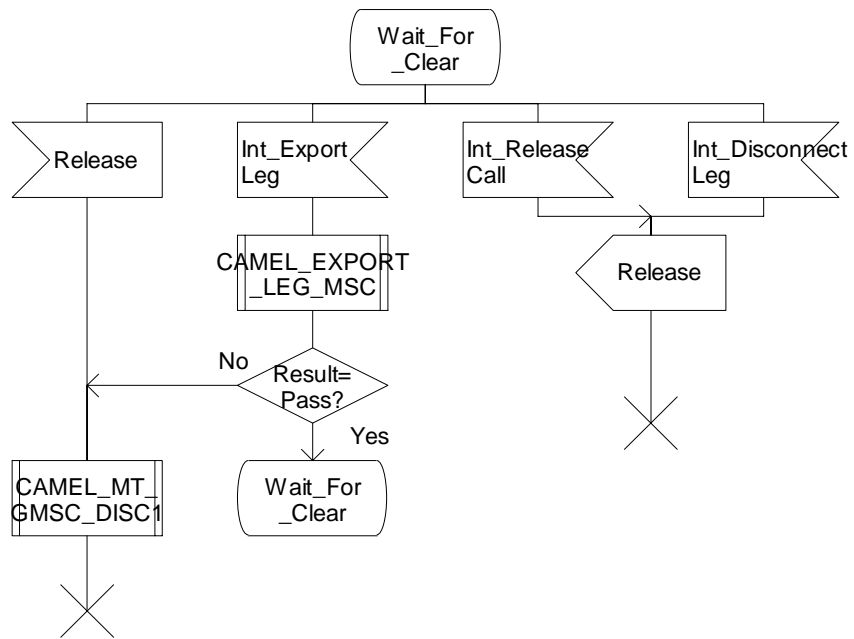 Wait_For
_Clear
Release
Int_Export
Leg
Int_Release
Call
Int_Disconnect
Leg
CAMEL_EXPORT
_LEG_MSC
Release
No
Result=
Pass?
Yes
CAMEL_MT_
GMSC_DISC1
Wait_For
_Clear